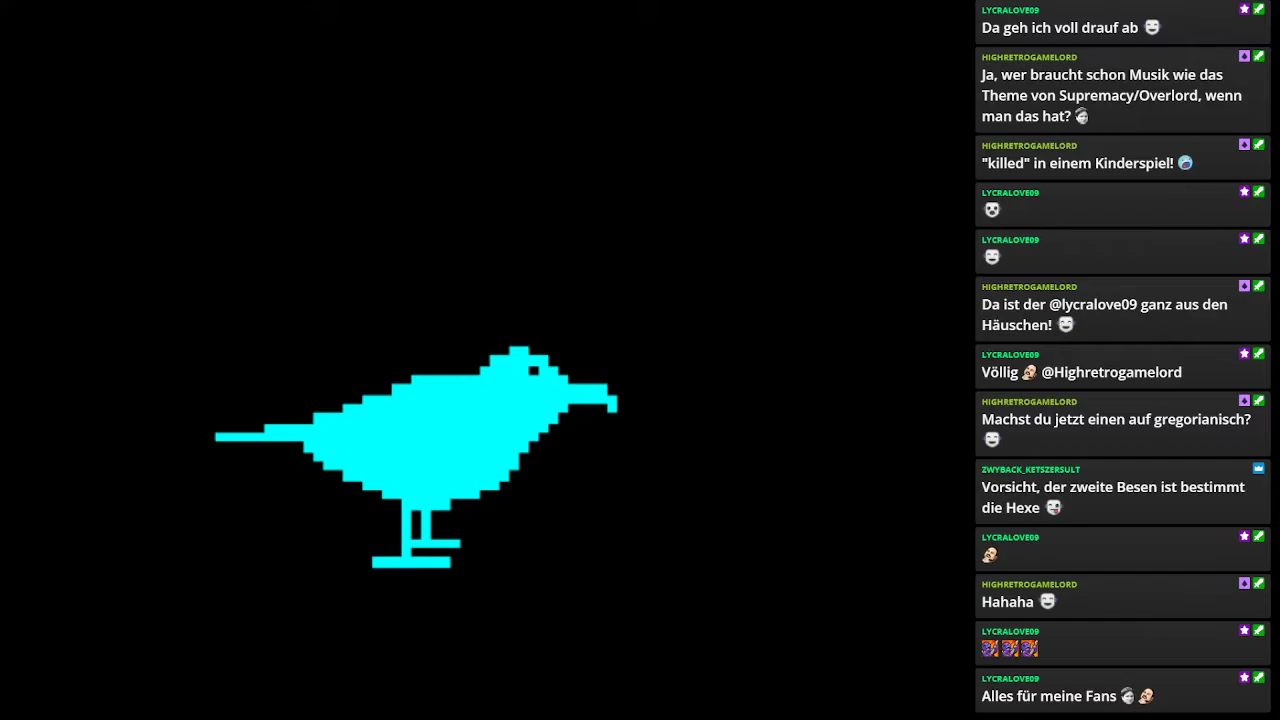 LYCRALOVE09
Da geh ich voll drauf ab
HIGHRETROGAMELORD
Ja, wer braucht schon Musik wie das
Theme von Supremacy/Overlord, wenn
man das hat?
HIGHRETROGAMELORD
"killed" in einem Kinderspiel!
LYCRALOVE09
LYCRALOVE09
HIGHRETROGAMELORD
Da ist der @lycralove09 ganz aus den
Häuschen!
LYCRALOVE09
Völlig @Highretrogamelord
HIGHRETROGAMELORD
Machst du jetzt einen auf gregorianisch?
ZWYBACK_KETSZERSULT
Vorsicht, der zweite Besen ist bestimmt
die Hexe
LYCRALOVE09
HIGHRETROGAMELORD
Hahaha
LYCRALOVE09
LYCRALOVE09
Alles für meine Fans